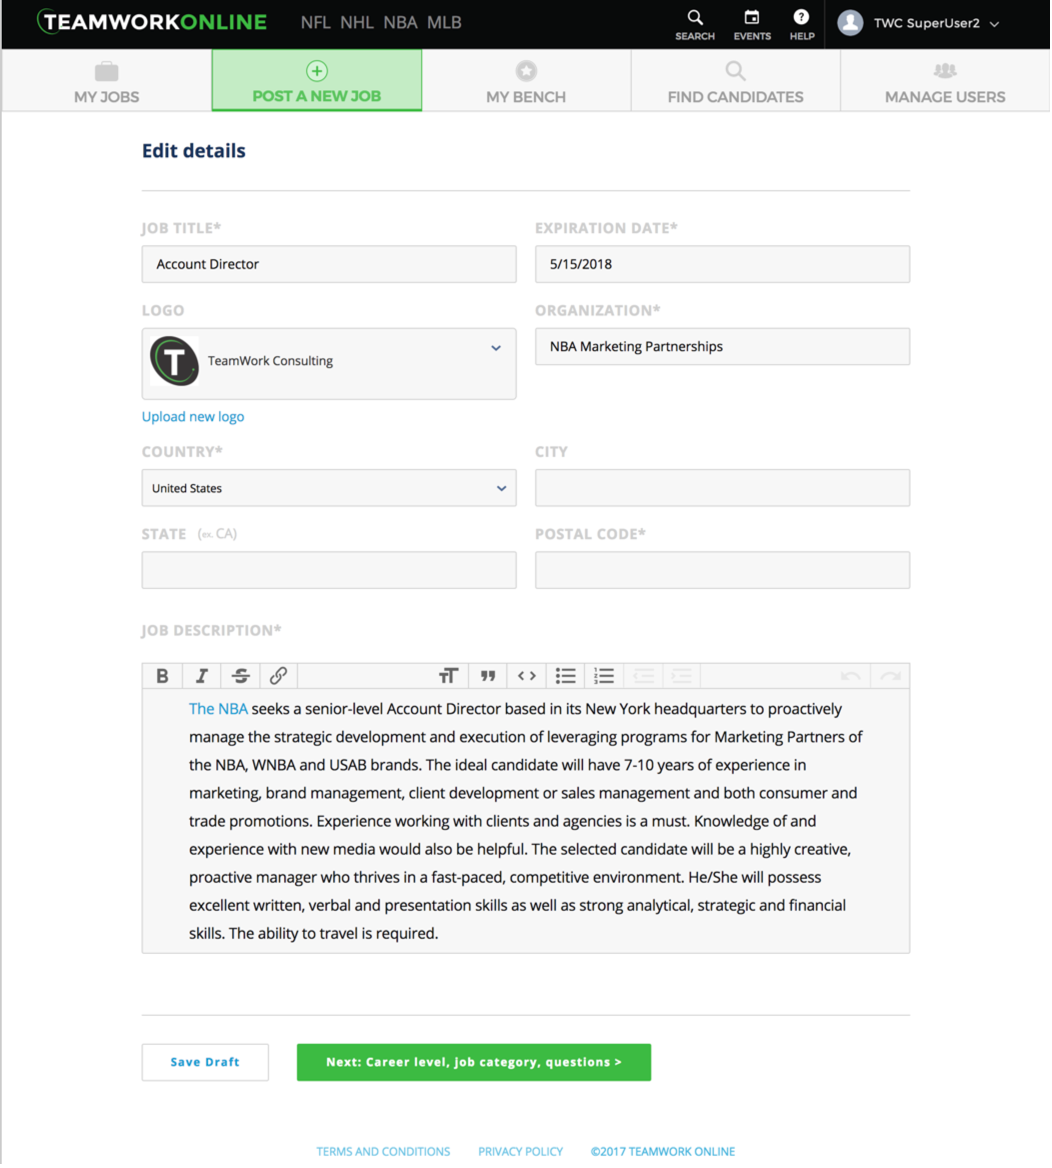 TEAMWORKONLINE NFL NHL NBA MLB SEARCH EVENTS HELP TWC SuperUser2
MY JOBS POST A NEW JOB MY BENCH FIND CANDIDATES MANAGE USERS
Edit details
JOB TITLE* EXPIRATION DATE*
Account Director 5/15/2018
LOGO ORGANIZATION*
T TeamWork Consulting NBA Marketing Partnerships
Upload new logo
COUNTRY* CITY
United States
STATE (ex. CA) POSTAL CODE*
JOB DESCRIPTION*
The NBA seeks a senior-level Account Director based in its New York headquarters to proactively
manage the strategic development and execution of leveraging programs for Marketing Partners of
the NBA, WNBA and USAB brands. The ideal candidate will have 7-10 years of experience in
marketing, brand management, client development or sales management and both consumer and
trade promotions. Experience working with clients and agencies is a must. Knowledge of and
experience with new media would also be helpful. The selected candidate will be a highly creative,
proactive manager who thrives in a fast-paced, competitive environment. He/She will possess
excellent written, verbal and presentation skills as well as strong analytical, strategic and financial
skills. The ability to travel is required.
Save Draft Next: Career level, job category, questions >
TERMS AND CONDITIONS PRIVACY POLICY ©2017 TEAMWORK ONLINE